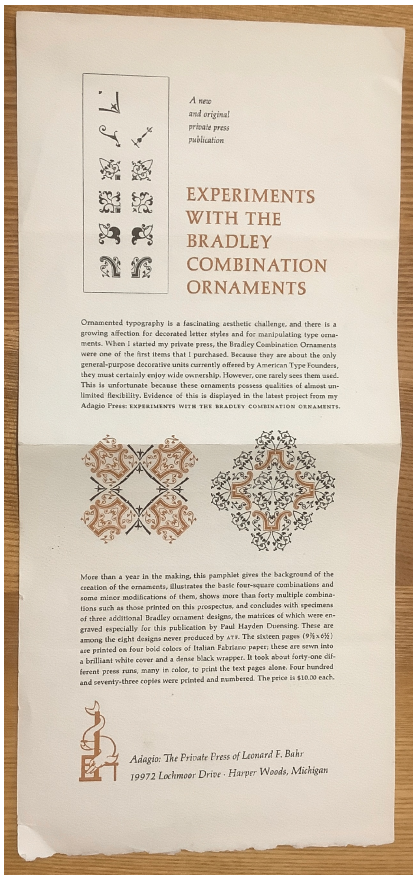 A new
and original
private press
publication
EXPERIMENTS
WITH THE
BRADLEY
COMBINATION
ORNAMENTS
Ornamented typography is a fascinating aesthetic challenge, and there is a
growing affection for decorated letter styles and for manipulating type orna-
ments. When I started my private press, the Bradley Combination Ornaments
were one of the first items that I purchased. Because they are about the only
general-purpose decorative units currently offered by American Type Founders,
they must certainly enjoy wide ownership. However, one rarely sees them used.
This is unfortunate because these ornaments possess qualities of almost un-
limited flexibility. Evidence of this is displayed in the latest project from my
Adagio Press: EXPERIMENTS WITH THE BRADLEY COMBINATION ORNAMENTS.
More than a year in the making, this pamphlet gives the background of the
creation of the ornaments, illustrates the basic four-square combinations and
some minor modifications of them, shows more than forty multiple combina-
tions such as those printed on this prospectus, and concludes with specimens
of three additional Bradley ornament designs, the matrices of which were en-
graved especially for this publication by Paul Hayden Duensing. These are
among the eight designs never produced by ATF. The sixteen pages (9½ x 6½)
are printed on four bold colors of Italian Fabriano paper; these are sewn into
a brilliant white cover and a dense black wrapper. It took about forty-one dif-
ferent press runs, many in color, to print the text pages alone. Four hundred
and seventy-three copies were printed and numbered. The price is $10.00 each.
Adagio: The Private Press of Leonard F. Bahr
19972 Lochmoor Drive · Harper Woods, Michigan